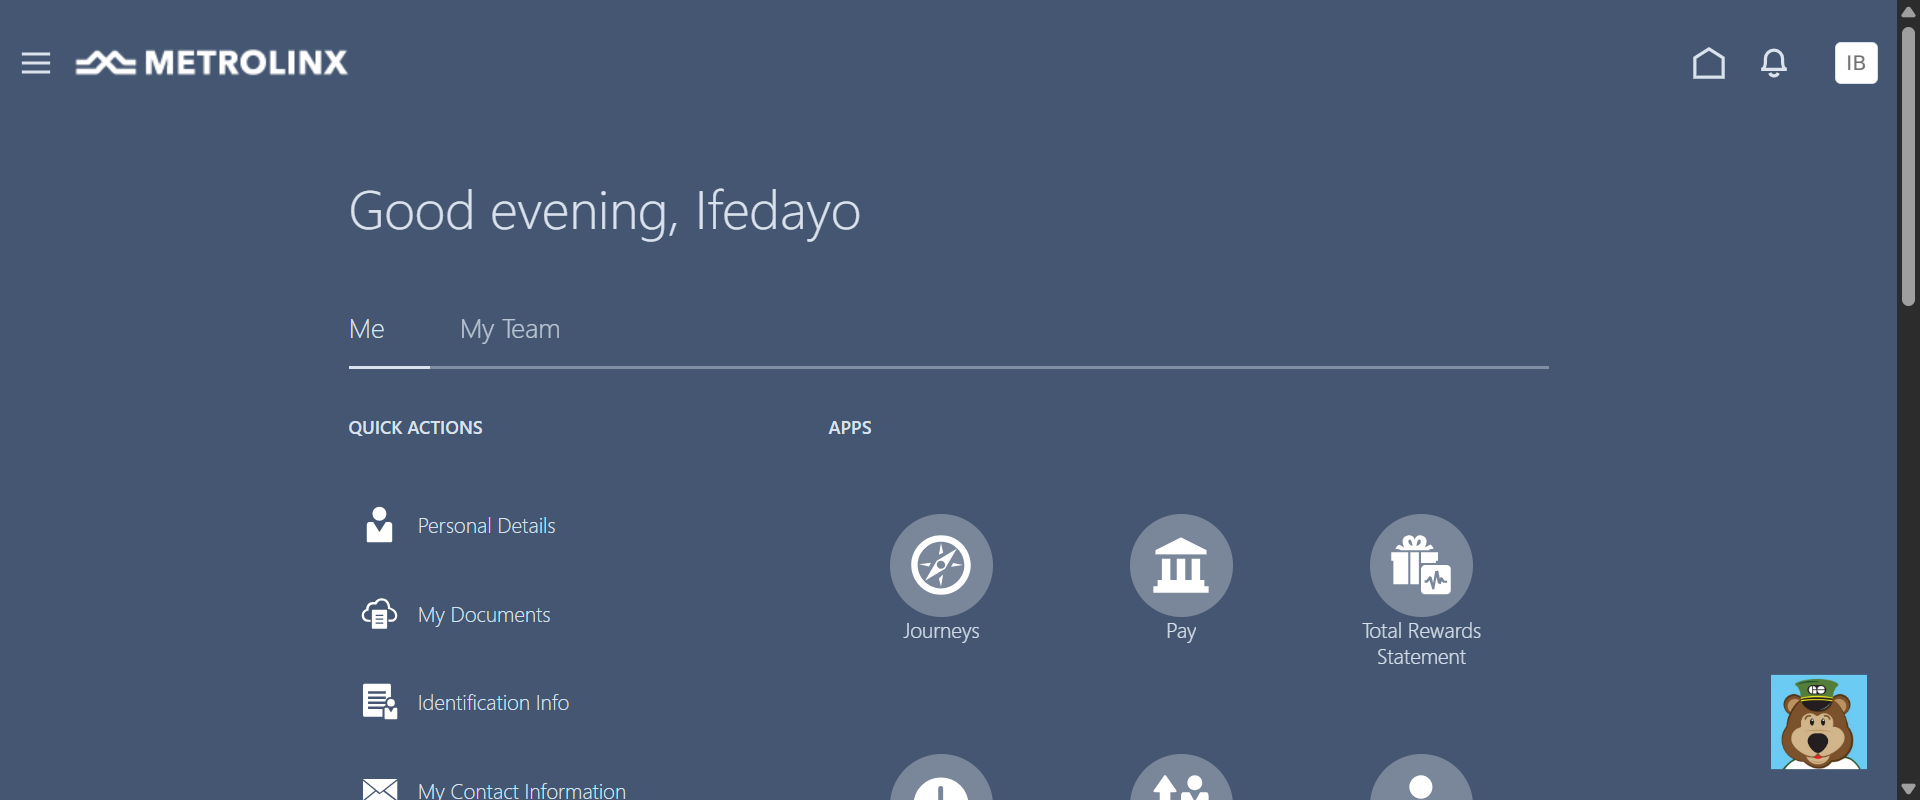 METROLINX
IB
Good evening, Ifedayo
Me
My Team
QUICK ACTIONS
APPS
Personal Details
My Documents
Identification Info
My Contact Information
Journeys
Pay
Total Rewards
Statement
GO